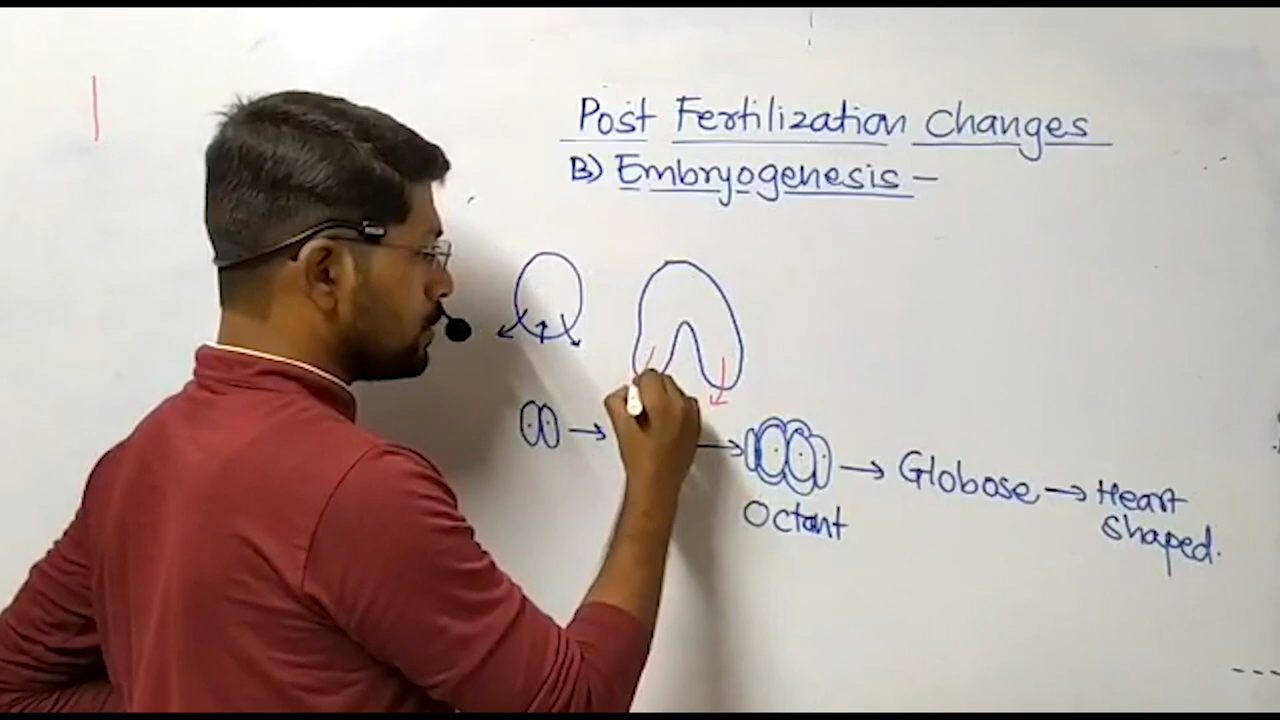 Post Fertilization Changes
B) Embryogenesis -
Octant
Globose → Heart
shaped.